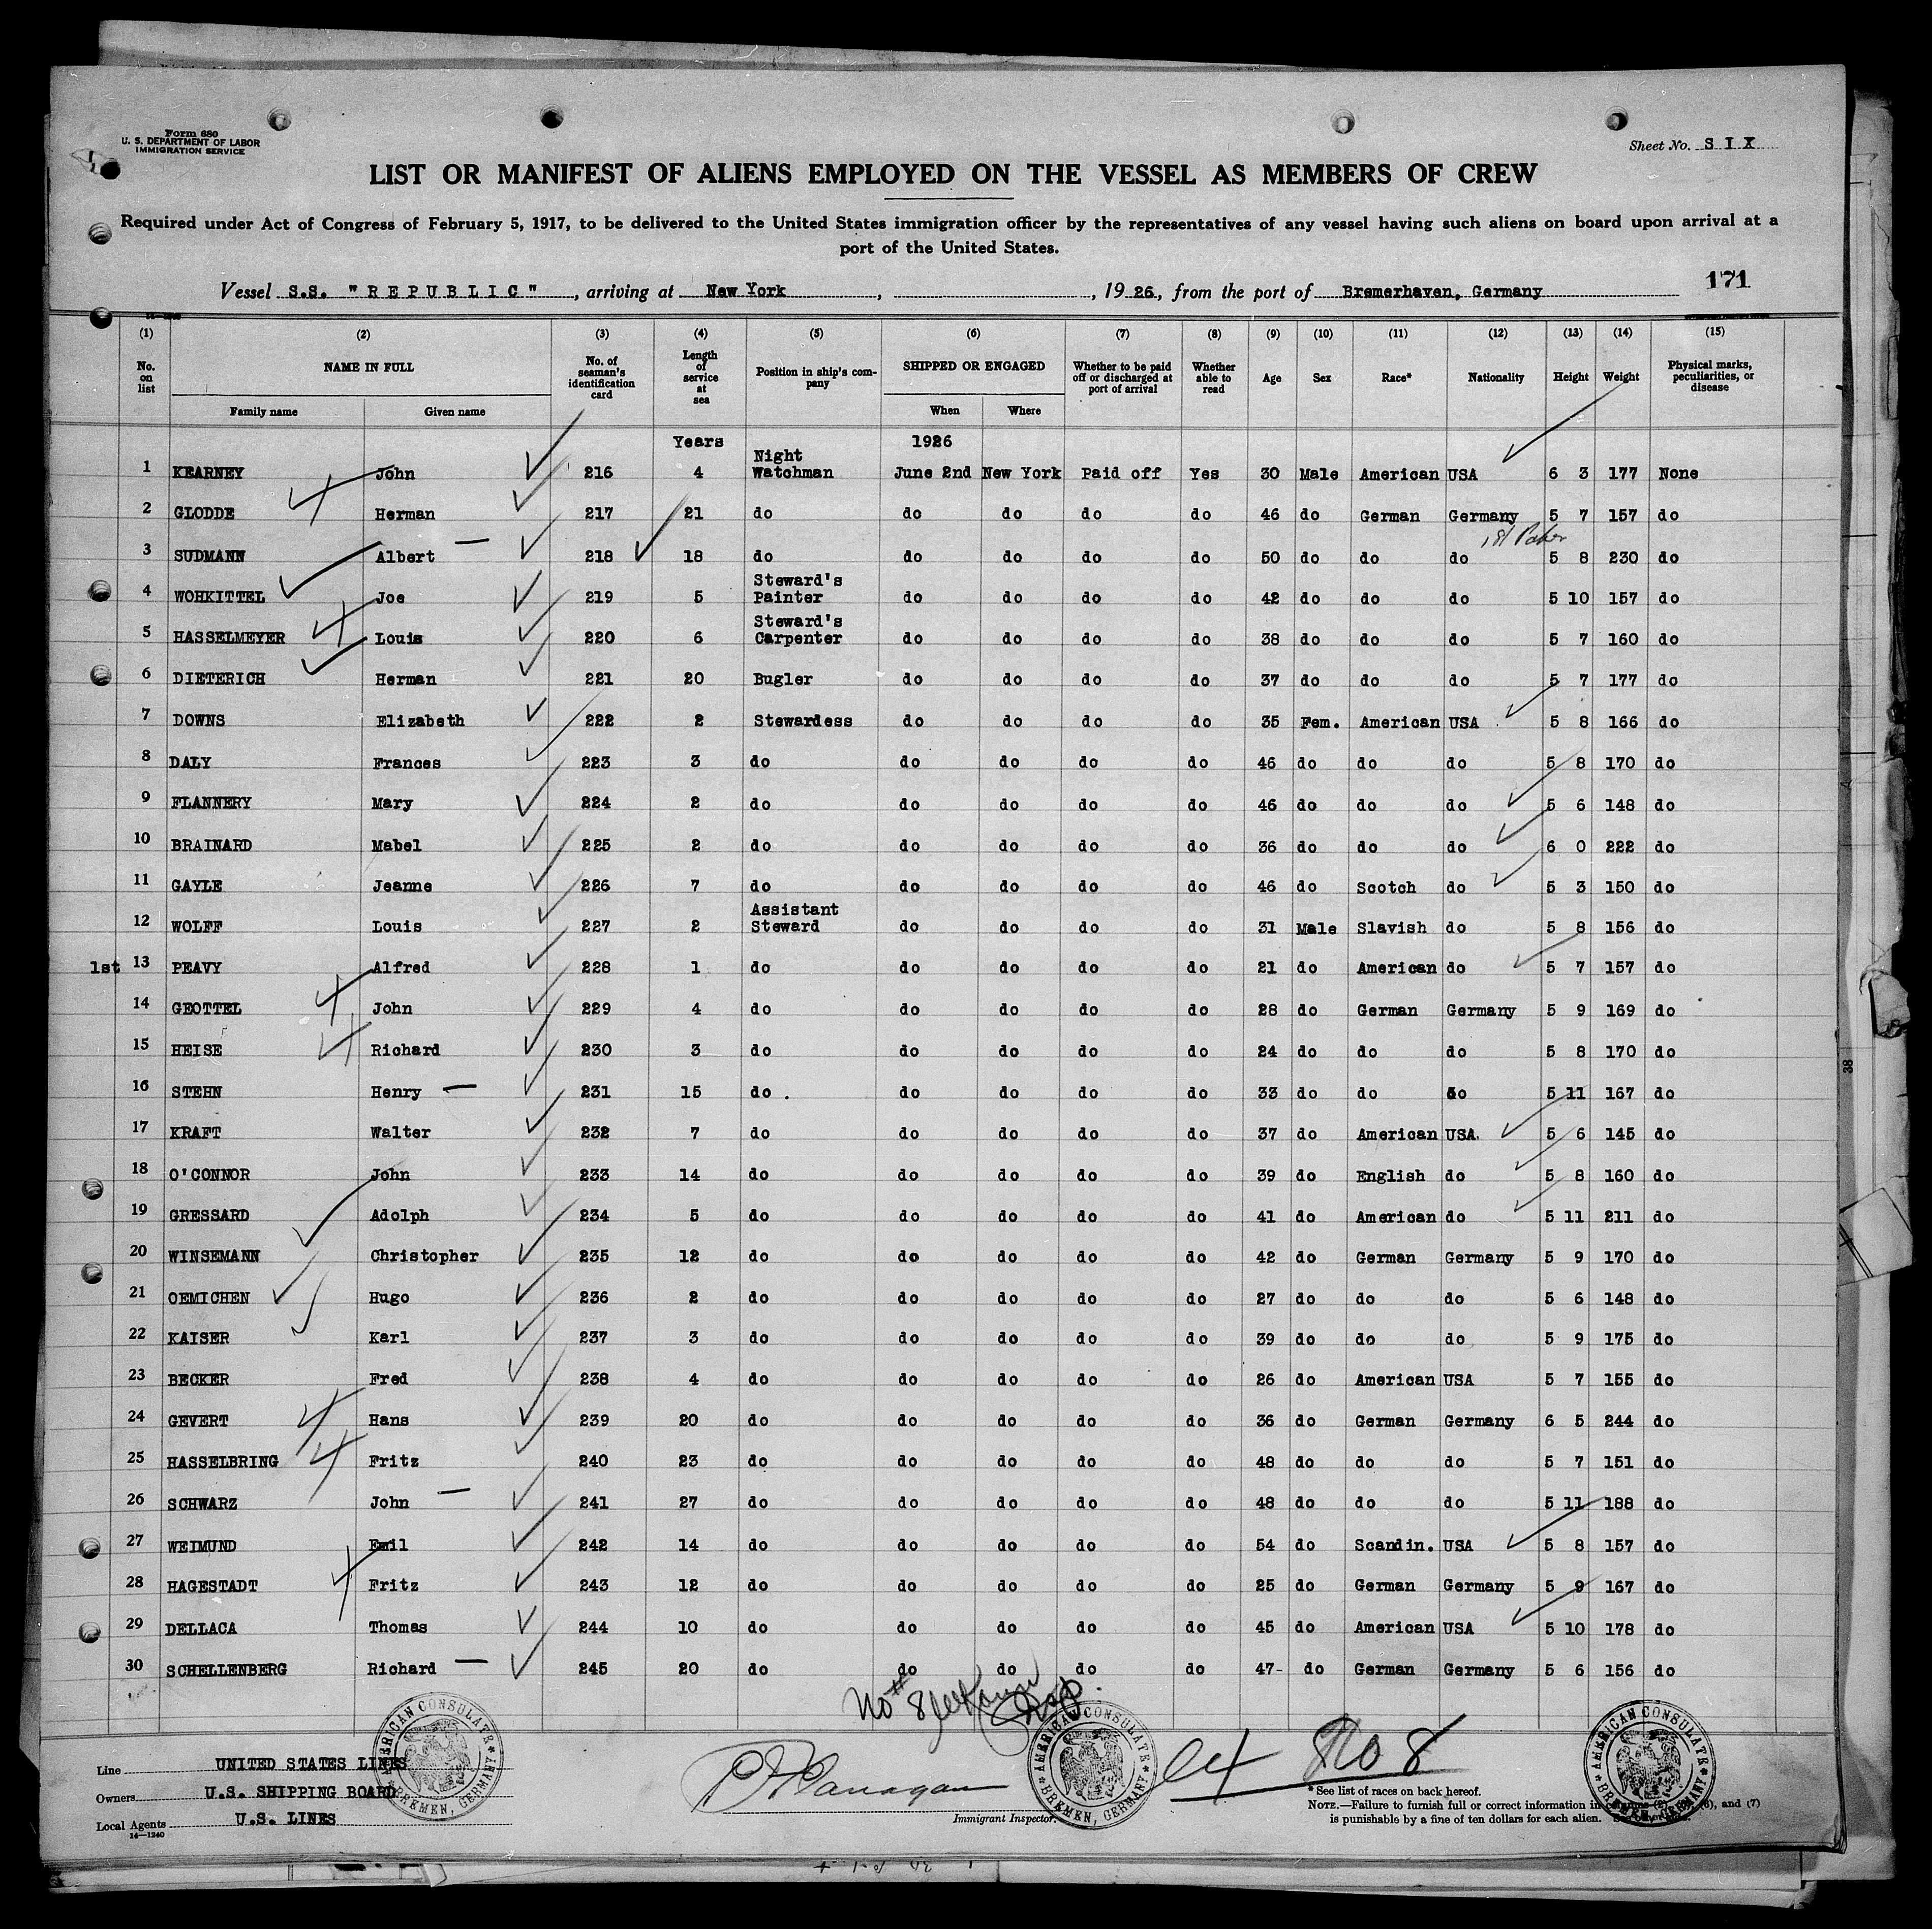 Form 680
U. S. DEPARTMENT OF LABOR
IMMIGRATION SERVICE
Sheet No. SIX
LIST OR MANIFEST OF ALIENS EMPLOYED ON THE VESSEL AS MEMBERS OF CREW
Required under Act of Congress of February 5, 1917, to be delivered to the United States immigration officer by the representatives of any vessel having such aliens on board upon arrival at a
port of the United States.
Vessel S.S. "REPUBLIC", arriving at New York, , 1926, from the port of Bremerhaven, Germany
171
(1) (2) (3) (4) (5) (6) (7) (8) (9) (10) (11) (12) (13) (14) (15)
No. on list NAME IN FULL No. of seaman's identification card Length of service at sea Position in ship's company SHIPPED OR ENGAGED Whether to be paid off or discharged at port of arrival Whether able to read Age Sex Race* Nationality Height Weight Physical marks, peculiarities, or disease
Family name Given name When Where
Years 1926
1 KEARNEY John 216 4 Night Watchman June 2nd New York Paid off Yes 30 Male American USA 6 3 177 None
2 GLODDE Herman 217 21 do do do do do 46 do German Germany 5 7 157 do
1st Paper
3 SUDMANN Albert 218 18 do do do do do 50 do do do 5 8 230 do
4 WOHKITTEL Joe 219 5 Steward's Painter do do do do 42 do do do 5 10 157 do
5 HASSELMEYER Louis 220 6 Steward's Carpenter do do do do 38 do do do 5 7 160 do
6 DIETERICH Herman 221 20 Bugler do do do do 37 do do do 5 7 177 do
7 DOWNS Elizabeth 222 2 Stewardess do do do do 35 Fem. American USA 5 8 166 do
8 DALY Frances 223 3 do do do do do 46 do do do 5 8 170 do
9 FLANNERY Mary 224 2 do do do do do 46 do do do 5 6 148 do
10 BRAINARD Mabel 225 2 do do do do do 36 do do do 6 0 222 do
11 GAYLE Jeanne 226 7 do do do do do 46 do Scotch do 5 3 150 do
12 WOLFF Louis 227 2 Assistant Steward do do do do 31 Male Slavish do 5 8 156 do
1st 13 PEAVY Alfred 228 1 do do do do do 21 do American do 5 7 157 do
14 GEOTTEL John 229 4 do do do do do 28 do German Germany 5 9 169 do
15 HEISE Richard 230 3 do do do do do 24 do do do 5 8 170 do
16 STEHN Henry 231 15 do . do do do do 33 do do do 5 11 167 do
17 KRAFT Walter 232 7 do do do do do 37 do American USA. 5 6 145 do
18 O'CONNOR John 233 14 do do do do do 39 do English do 5 8 160 do
19 GRESSARD Adolph 234 5 do do do do do 41 do American do 5 11 211 do
20 WINSEMANN Christopher 235 12 do do do do do 42 do German Germany 5 9 170 do
21 OEMICHEN Hugo 236 2 do do do do do 27 do do do 5 6 148 do
22 KAISER Karl 237 3 do do do do do 39 do do do 5 9 175 do
23 BECKER Fred 238 4 do do do do do 26 do American USA 5 7 155 do
24 GEVERT Hans 239 20 do do do do do 36 do German Germany 6 5 244 do
25 HASSELBRING Fritz 240 23 do do do do do 48 do do do 5 7 151 do
26 SCHWARZ John 241 27 do do do do do 48 do do do 5 11 188 do
27 WEIMUND Emil 242 14 do do do do do 54 do Scandin. USA 5 8 157 do
28 HAGESTADT Fritz 243 12 do do do do do 25 do German Germany 5 9 167 do
29 DELLACA Thomas 244 10 do do do do do 45 do American USA 5 10 178 do
30 SCHELLENBERG Richard 245 20 do do do do do 47- do German Germany 5 6 156 do
No # 8
No 8
Line UNITED STATES LINES
Owners U.S. SHIPPING BOARD
Local Agents U.S. LINES
14—1240
Immigrant Inspector.
AMERICAN CONSULATE BREMEN, GERMANY
AMERICAN CONSULATE BREMEN, GERMANY
AMERICAN CONSULATE BREMEN, GERMANY
* See list of races on back hereof.
NOTE.—Failure to furnish full or correct information in columns (2), (5), (6), and (7)
is punishable by a fine of ten dollars for each alien.
38